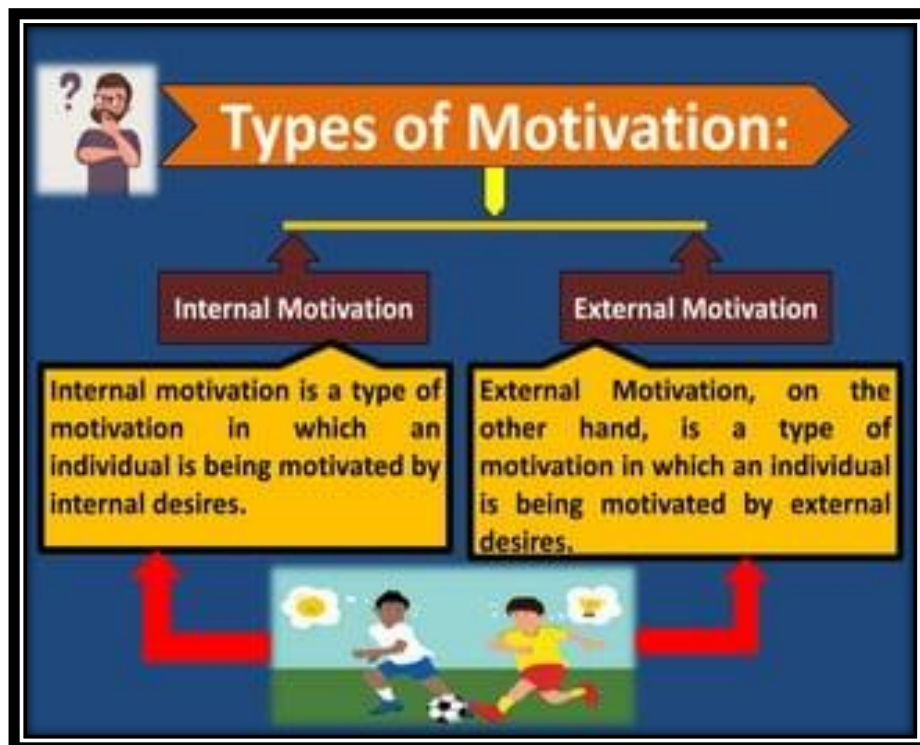 ?
Types of Motivation:
Internal Motivation
External Motivation
Internal motivation is a type of
motivation in which an
individual is being motivated by
internal desires.
External Motivation, on the
other hand, is a type of
motivation in which an individual
is being motivated by external
desires.